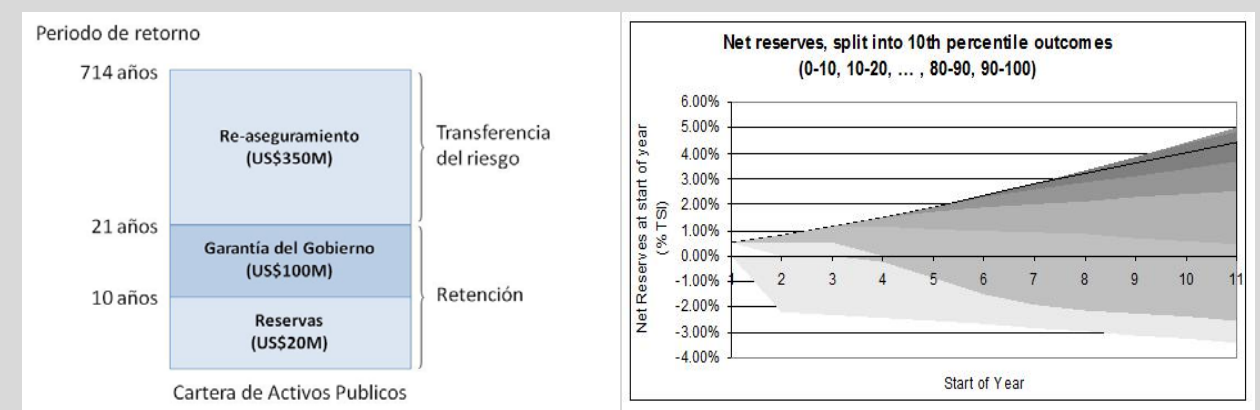 Periodo de retorno
714 años
Re-aseguramiento
(US$350M)
Transferencia
del riesgo
21 años
Garantía del Gobierno
(US$100M)
Retención
10 años
Reservas
(US$20M)
Cartera de Activos Publicos
Net reserves, split into 10th percentile outcomes
(0-10, 10-20, ... , 80-90, 90-100)
Net Reserves at start of year
(% TSI)
6.00%
5.00%
4.00%
3.00%
2.00%
1.00%
0.00%
-1.00%
-2.00%
-3.00%
-4.00%
1 2 3 4 5 6 7 8 9 10 11
Start of Year